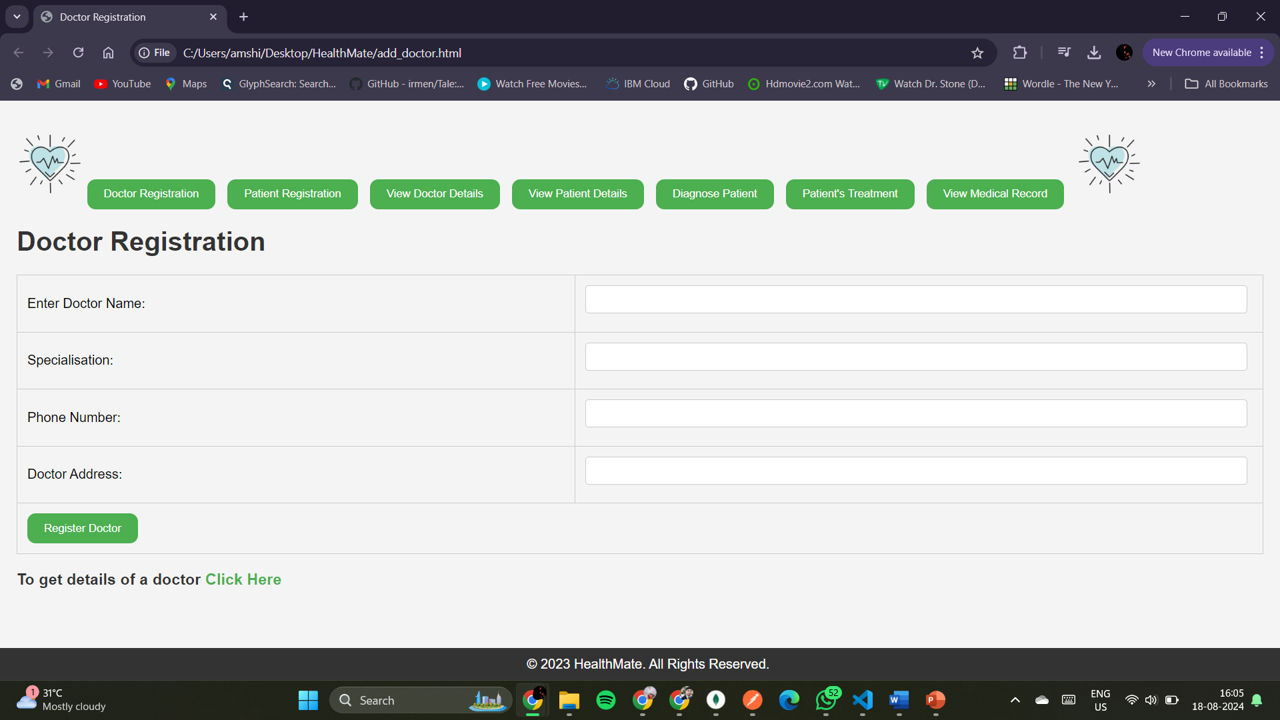 Doctor Registration
File
C:/Users/amshi/Desktop/HealthMate/add_doctor.html
New Chrome available
Gmail
YouTube
Maps
GlyphSearch: Search...
GitHub - irmen/Tale:...
Watch Free Movies...
IBM Cloud
GitHub
Hdmovie2.com Wat...
Watch Dr. Stone (D...
Wordle - The New Y...
All Bookmarks
Doctor Registration
Patient Registration
View Doctor Details
View Patient Details
Diagnose Patient
Patient's Treatment
View Medical Record
Doctor Registration
Enter Doctor Name:
Specialisation:
Phone Number:
Doctor Address:
Register Doctor
To get details of a doctor Click Here
© 2023 HealthMate. All Rights Reserved.
1
31°C
Mostly cloudy
Search
52
ENG
US
16:05
18-08-2024